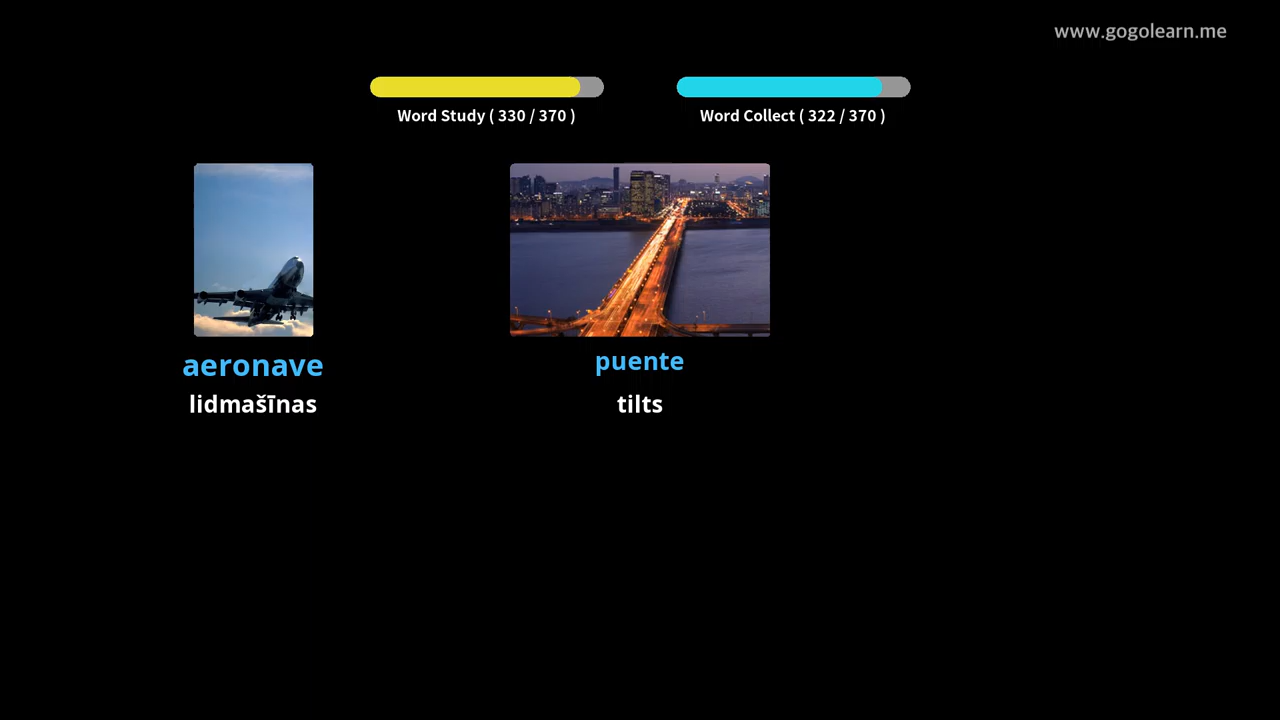 www.gogolearn.me
Word Study ( 330 / 370 )
Word Collect ( 322 / 370 )
aeronave
lidmašīnas
puente
tilts